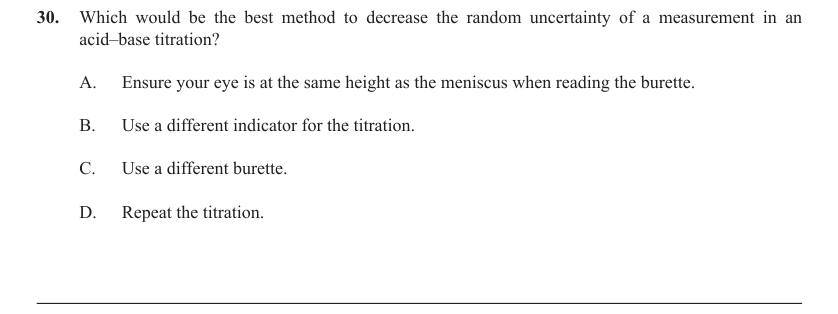 30. Which would be the best method to decrease the random uncertainty of a measurement in an
acid–base titration?
A. Ensure your eye is at the same height as the meniscus when reading the burette.
B. Use a different indicator for the titration.
C. Use a different burette.
D. Repeat the titration.